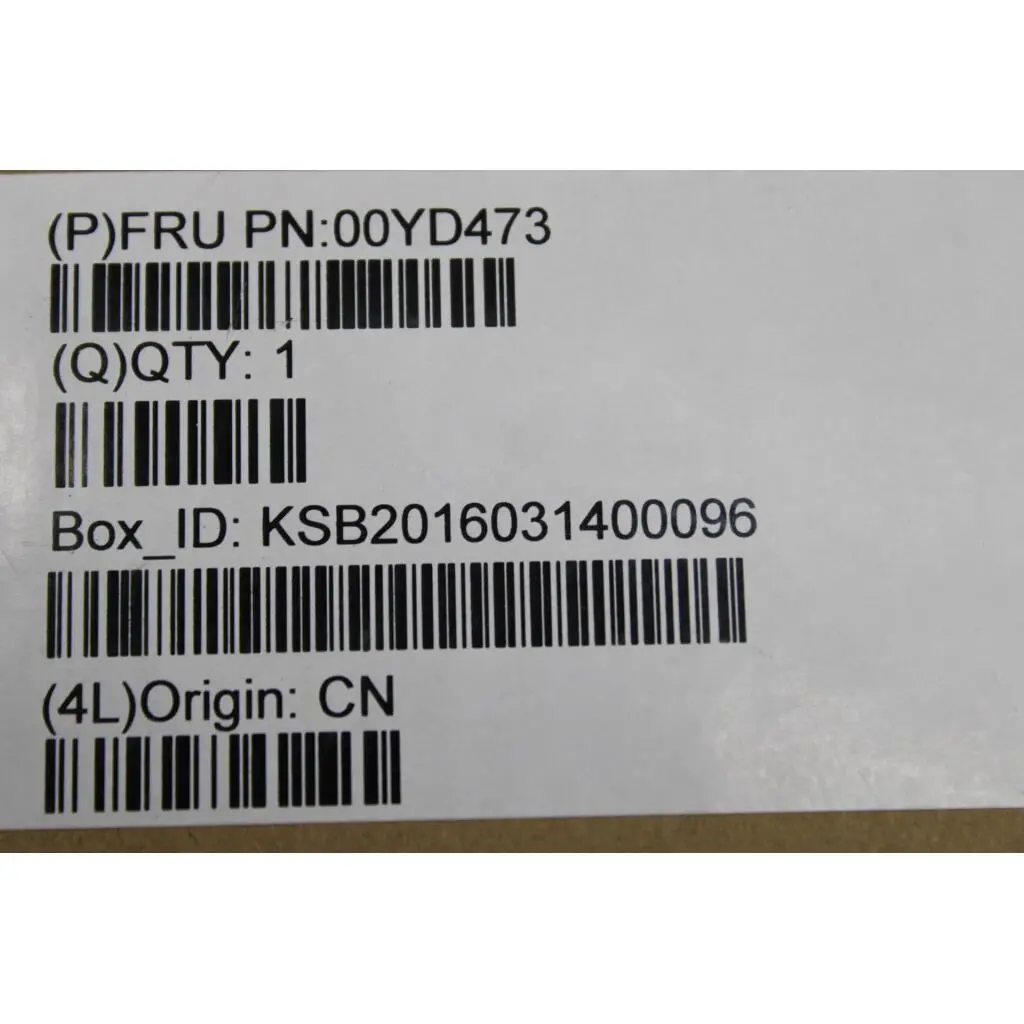 (P)FRU PN:00YD473
(Q)QTY: 1
Box_ID: KSB2016031400096
(4L)Origin: CN